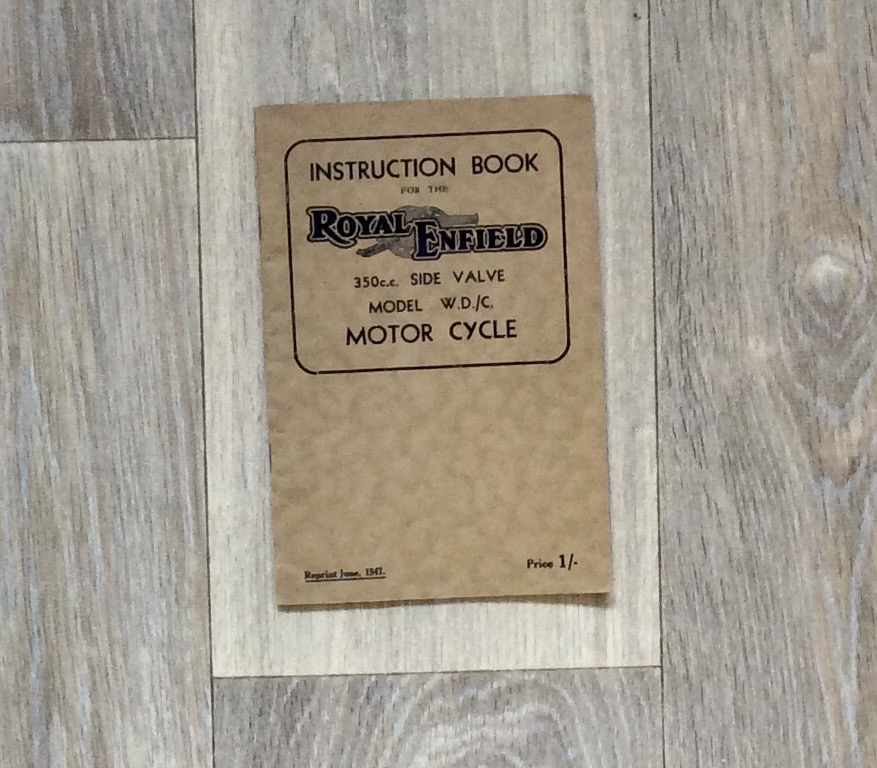 INSTRUCTION BOOK
FOR THE
ROYAL ENFIELD
350c.c. SIDE VALVE
MODEL W.D./C.
MOTOR CYCLE
Reprint June, 1947.
Price 1/-